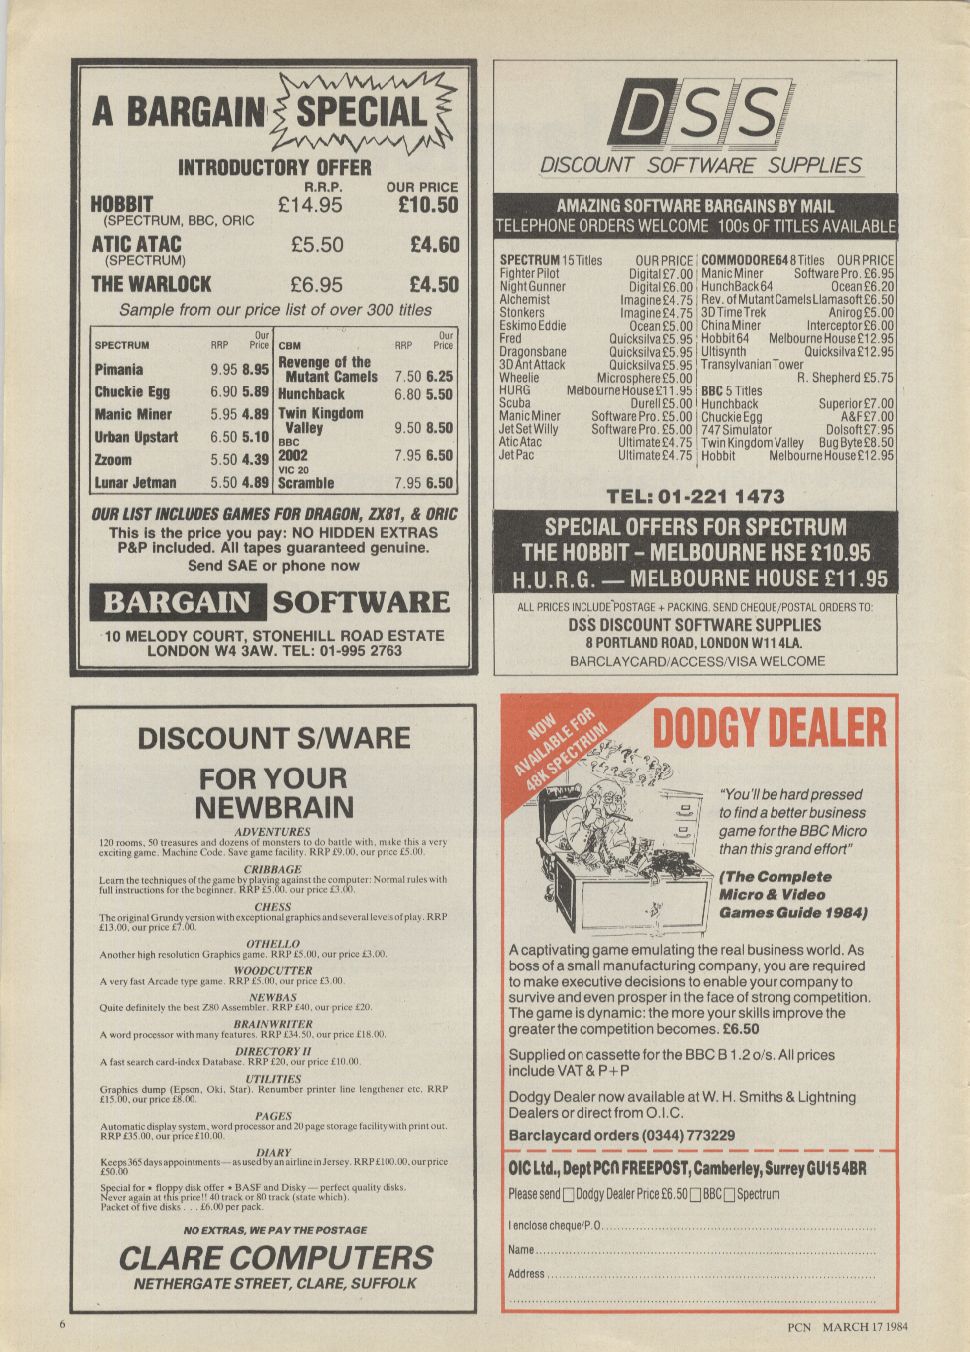 A BARGAIN SPECIAL
INTRODUCTORY OFFER
R.R.P. OUR PRICE
HOBBIT £14.95 £10.50
(SPECTRUM, BBC, ORIC
ATIC ATAC £5.50 £4.60
(SPECTRUM)
THE WARLOCK £6.95 £4.50
Sample from our price list of over 300 titles
SPECTRUM RRP Our Price
Pimania 9.95 8.95
Chuckie Egg 6.90 5.89
Manic Miner 5.95 4.89
Urban Upstart 6.50 5.10
Zzoom 5.50 4.39
Lunar Jetman 5.50 4.89
CBM RRP Our Price
Revenge of the
Mutant Camels 7.50 6.25
Hunchback 6.80 5.50
Twin Kingdom
Valley 9.50 8.50
BBC
2002 7.95 6.50
VIC 20
Scramble 7.95 6.50
OUR LIST INCLUDES GAMES FOR DRAGON, ZX81, & ORIC
This is the price you pay: NO HIDDEN EXTRAS
P&P included. All tapes guaranteed genuine.
Send SAE or phone now
BARGAIN SOFTWARE
10 MELODY COURT, STONEHILL ROAD ESTATE
LONDON W4 3AW. TEL: 01-995 2763
DSS
DISCOUNT SOFTWARE SUPPLIES
AMAZING SOFTWARE BARGAINS BY MAIL
TELEPHONE ORDERS WELCOME 100s OF TITLES AVAILABLE
SPECTRUM 15 Titles OUR PRICE
Fighter Pilot Digital £7.00
Night Gunner Digital £6.00
Alchemist Imagine £4.75
Stonkers Imagine £4.75
Eskimo Eddie Ocean £5.00
Fred Quicksilva £5.95
Dragonsbane Quicksilva £5.95
3D Ant Attack Quicksilva £5.95
Wheelie Microsphere £5.00
HURG Melbourne House £11.95
Scuba Durell £5.00
Manic Miner Software Pro. £5.00
Jet Set Willy Software Pro. £5.00
Atic Atac Ultimate £4.75
Jet Pac Ultimate £4.75
COMMODORE 64 8 Titles OUR PRICE
Manic Miner Software Pro. £6.95
HunchBack 64 Ocean £6.20
Rev. of Mutant Camels Llamasoft £6.50
3D Time Trek Anirog £5.00
China Miner Interceptor £6.00
Hobbit 64 Melbourne House £12.95
Ultisynth Quicksilva £12.95
Transylvanian Tower
R. Shepherd £5.75
BBC 5 Titles
Hunchback Superior £7.00
Chuckie Egg A&F £7.00
747 Simulator Dolsoft £7.95
Twin Kingdom Valley Bug Byte £8.50
Hobbit Melbourne House £12.95
TEL: 01-221 1473
SPECIAL OFFERS FOR SPECTRUM
THE HOBBIT – MELBOURNE HSE £10.95
H.U.R.G. — MELBOURNE HOUSE £11.95
ALL PRICES INCLUDE POSTAGE + PACKING. SEND CHEQUE/POSTAL ORDERS TO:
DSS DISCOUNT SOFTWARE SUPPLIES
8 PORTLAND ROAD, LONDON W11 4LA.
BARCLAYCARD/ACCESS/VISA WELCOME
DISCOUNT S/WARE
FOR YOUR
NEWBRAIN
ADVENTURES
120 rooms, 50 treasures and dozens of monsters to do battle with, make this a very
exciting game. Machine Code. Save game facility. RRP £9.00, our price £5.00.
CRIBBAGE
Learn the techniques of the game by playing against the computer: Normal rules with
full instructions for the beginner. RRP £5.00, our price £3.00.
CHESS
The original Grundy version with exceptional graphics and several levels of play. RRP
£13.00, our price £7.00.
OTHELLO
Another high resolution Graphics game. RRP £5.00, our price £3.00.
WOODCUTTER
A very fast Arcade type game. RRP £5.00, our price £3.00.
NEWBAS
Quite definitely the best Z80 Assembler. RRP £40, our price £20.
BRAINWRITER
A word processor with many features. RRP £34.50, our price £18.00.
DIRECTORY II
A fast search card-index Database. RRP £20, our price £10.00.
UTILITIES
Graphics dump (Epson, Oki, Star). Renumber printer line lengthener etc. RRP
£15.00, our price £8.00.
PAGES
Automatic display system, word processor and 20 page storage facility with print out.
RRP £35.00, our price £10.00.
DIARY
Keeps 365 days appointments — as used by an airline in Jersey. RRP £100.00, our price
£50.00
Special for * floppy disk offer * BASF and Disky — perfect quality disks.
Never again at this price!! 40 track or 80 track (state which).
Packet of five disks . . . £6.00 per pack.
NO EXTRAS, WE PAY THE POSTAGE
CLARE COMPUTERS
NETHERGATE STREET, CLARE, SUFFOLK
NOW
AVAILABLE FOR
48K SPECTRUM
DODGY DEALER
“You’ll be hard pressed
to find a better business
game for the BBC Micro
than this grand effort”
(The Complete
Micro & Video
Games Guide 1984)
A captivating game emulating the real business world. As
boss of a small manufacturing company, you are required
to make executive decisions to enable your company to
survive and even prosper in the face of strong competition.
The game is dynamic: the more your skills improve the
greater the competition becomes. £6.50
Supplied on cassette for the BBC B 1.2 o/s. All prices
include VAT & P+P
Dodgy Dealer now available at W. H. Smiths & Lightning
Dealers or direct from O.I.C.
Barclaycard orders (0344) 773229
OIC Ltd., Dept PCN FREEPOST, Camberley, Surrey GU15 4BR
Please send Dodgy Dealer Price £6.50 BBC Spectrum
I enclose cheque/P.O.
Name
Address
6
PCN MARCH 17 1984